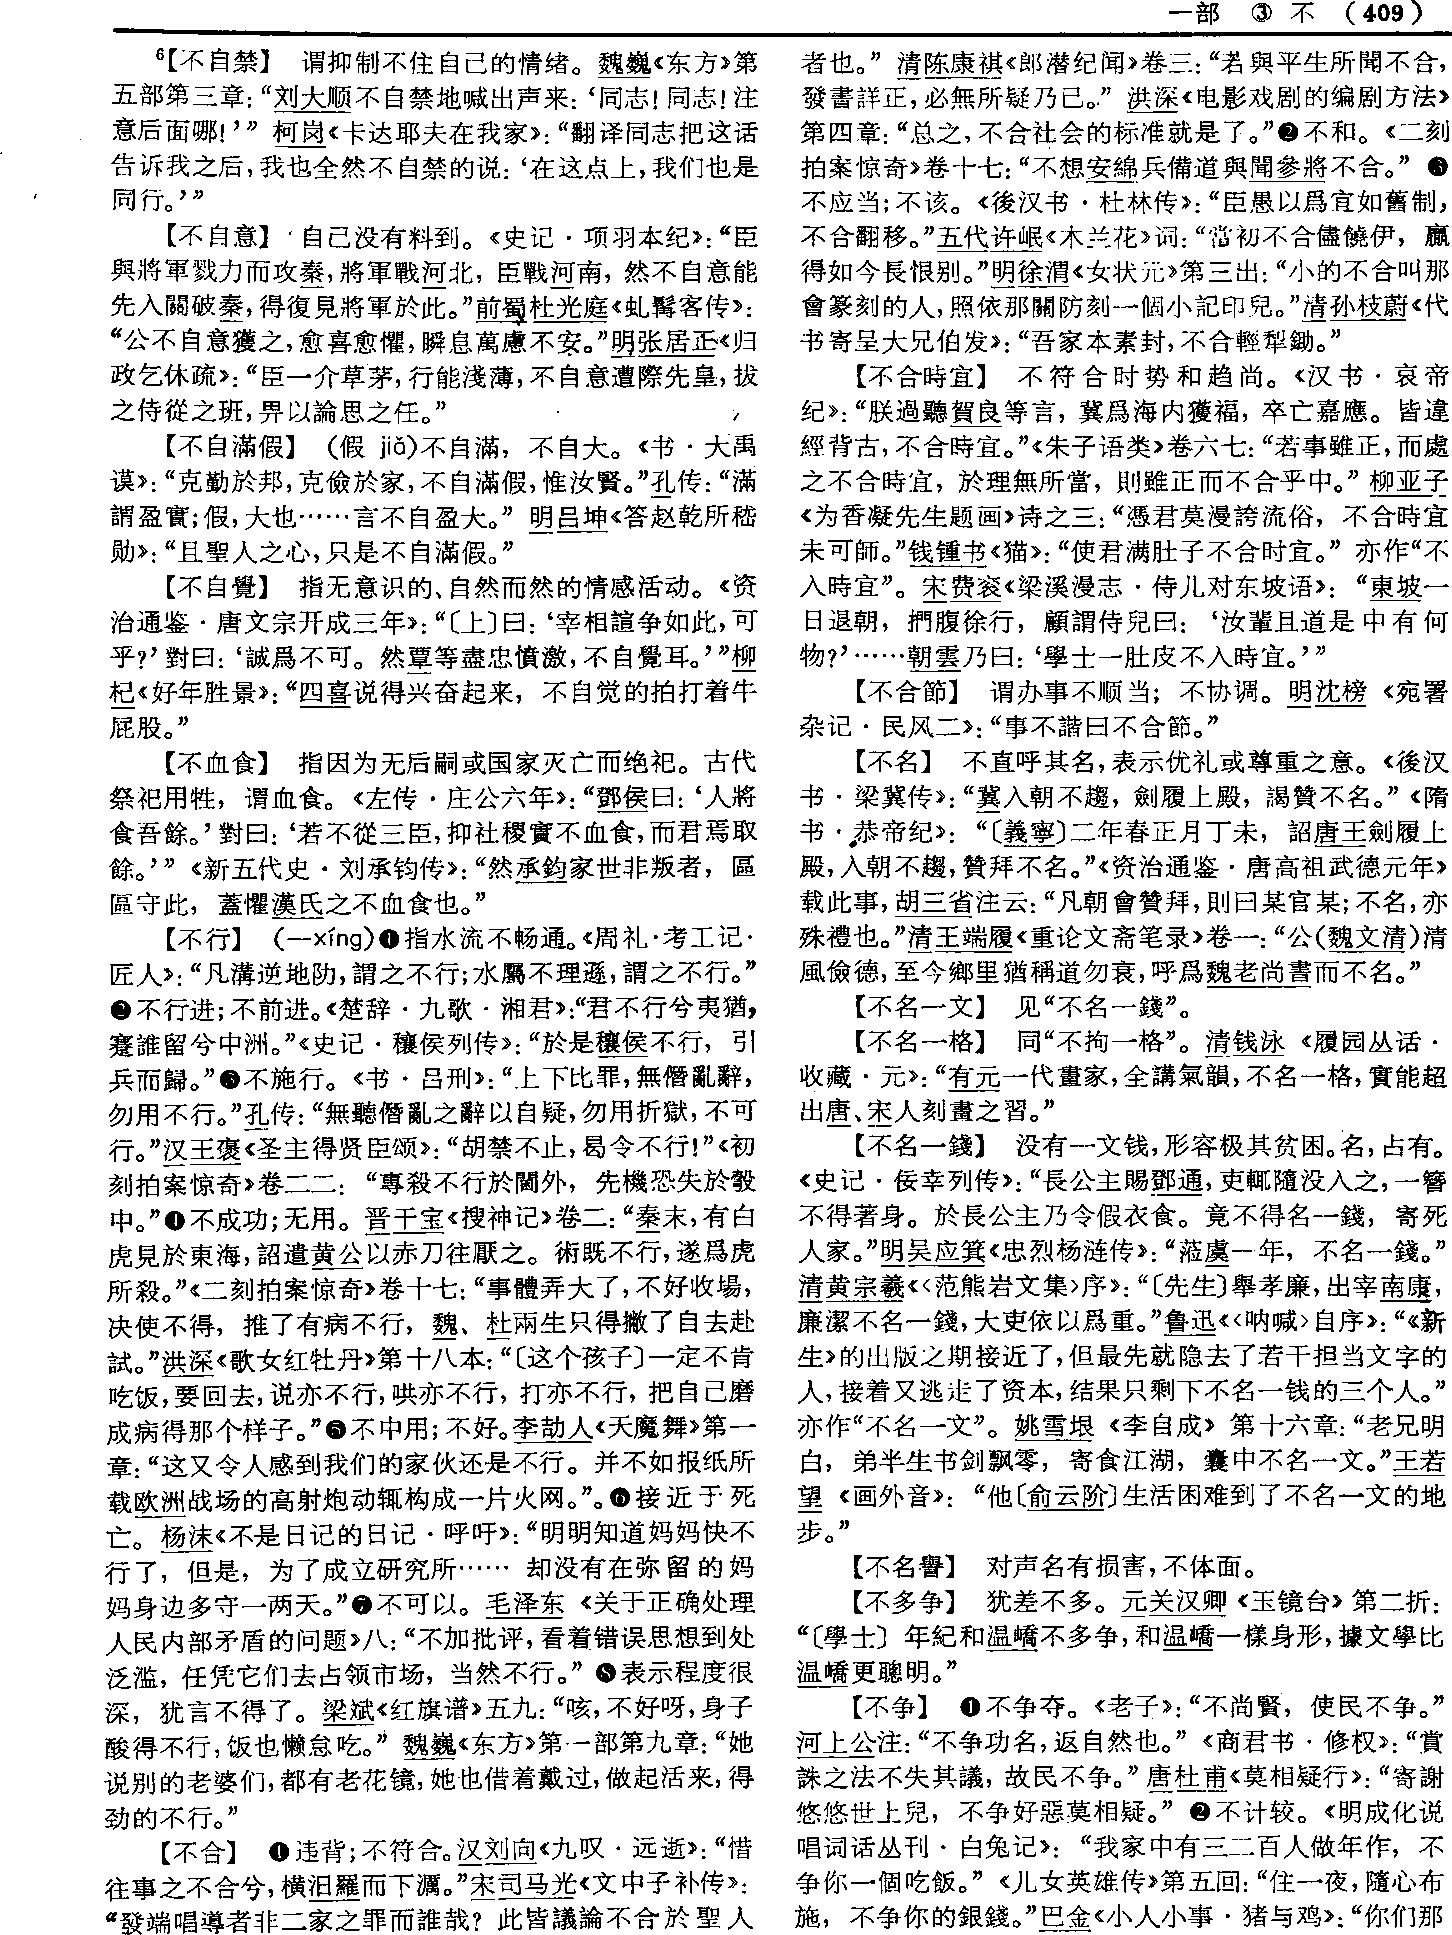 一部 ③ 不 (409)
⁶【不自禁】 谓抑制不住自己的情绪。魏巍《东方》第
五部第三章：“刘大顺不自禁地喊出声来：‘同志！同志！注
意后面哪！’” 柯岗《卡达耶夫在我家》：“翻译同志把这话
告诉我之后，我也全然不自禁的说：‘在这点上，我们也是
同行。’”
【不自意】 自己没有料到。《史记·项羽本纪》：“臣
與將軍戮力而攻秦，將軍戰河北，臣戰河南，然不自意能
先入關破秦，得復見將軍於此。”前蜀杜光庭《虬髯客传》：
“公不自意獲之，愈喜愈懼，瞬息萬慮不安。”明张居正《归
政乞休疏》：“臣一介草茅，行能淺薄，不自意遭際先皇，拔
之侍從之班，畀以論思之任。”
【不自滿假】 （假 jiǎ）不自滿，不自大。《书·大禹
谟》：“克勤於邦，克儉於家，不自滿假，惟汝賢。”孔传：“滿
謂盈實；假，大也……言不自盈大。” 明吕坤《答赵乾所嵇
勋》：“且聖人之心，只是不自滿假。”
【不自覺】 指无意识的、自然而然的情感活动。《资
治通鉴·唐文宗开成三年》：“〔上〕曰：‘宰相諠争如此，可
乎？’對曰：‘誠爲不可。然覃等盡忠憤激，不自覺耳。’”柳
杞《好年胜景》：“四喜说得兴奋起来，不自觉的拍打着牛
屁股。”
【不血食】 指因为无后嗣或国家灭亡而绝祀。古代
祭祀用牲，谓血食。《左传·庄公六年》：“鄧侯曰：‘人將
食吾餘。’對曰：‘若不從三臣，抑社稷實不血食，而君焉取
餘。’” 《新五代史·刘承钧传》：“然承鈞家世非叛者，區
區守此，蓋懼漢氏之不血食也。”
【不行】 （一xíng）❶指水流不畅通。《周礼·考工记·
匠人》：“凡溝逆地阞，謂之不行；水屬不理遜，謂之不行。”
❷不行进；不前进。《楚辞·九歌·湘君》：“君不行兮夷猶，
蹇誰留兮中洲。”《史记·穰侯列传》：“於是穰侯不行，引
兵而歸。”❸不施行。《书·吕刑》：“上下比罪，無僭亂辭，
勿用不行。”孔传：“無聽僭亂之辭以自疑，勿用折獄，不可
行。”汉王褒《圣主得贤臣颂》：“胡禁不止，曷令不行！”《初
刻拍案惊奇》卷二二：“專殺不行於閫外，先機恐失於彀
中。”❹不成功；无用。晋干宝《搜神记》卷二：“秦末，有白
虎見於東海，詔遣黄公以赤刀往厭之。術既不行，遂爲虎
所殺。”《二刻拍案惊奇》卷十七：“事體弄大了，不好收場，
决使不得，推了有病不行，魏、杜兩生只得撇了自去赴
試。”洪深《歌女红牡丹》第十八本：“〔这个孩子〕一定不肯
吃饭，要回去，说亦不行，哄亦不行，打亦不行，把自己磨
成病得那个样子。”❺不中用；不好。李劼人《天魔舞》第一
章：“这又令人感到我们的家伙还是不行。并不如报纸所
载欧洲战场的高射炮动辄构成一片火网。”。❻接近于死
亡。杨沫《不是日记的日记·呼吁》：“明明知道妈妈快不
行了，但是，为了成立研究所…… 却没有在弥留的妈
妈身边多守一两天。”❼不可以。毛泽东《关于正确处理
人民内部矛盾的问题》八：“不加批评，看着错误思想到处
泛滥，任凭它们去占领市场，当然不行。” ❽表示程度很
深，犹言不得了。梁斌《红旗谱》五九：“咳，不好呀，身子
酸得不行，饭也懒怠吃。” 魏巍《东方》第一部第九章：“她
说别的老婆们，都有老花镜，她也借着戴过，做起活来，得
劲的不行。”
【不合】 ❶违背；不符合。汉刘向《九叹·远逝》：“惜
往事之不合兮，横汨羅而下濿。”宋司马光《文中子补传》：
“發端唱導者非二家之罪而誰哉？此皆議論不合於聖人
者也。” 清陈康祺《郎潜纪闻》卷三：“若與平生所聞不合，
發書詳正，必無所疑乃已。” 洪深《电影戏剧的编剧方法》
第四章：“总之，不合社会的标准就是了。”❷不和。《二刻
拍案惊奇》卷十七：“不想安綿兵備道與聞參將不合。” ❸
不应当；不该。《後汉书·杜林传》：“臣愚以爲宜如舊制，
不合翻移。”五代许岷《木兰花》词：“當初不合儘饒伊，贏
得如今長恨别。”明徐渭《女状元》第三出：“小的不合叫那
會篆刻的人，照依那關防刻一個小記印兒。”清孙枝蔚《代
书寄呈大兄伯发》：“吾家本素封，不合輕犁鋤。”
【不合時宜】 不符合时势和趋尚。《汉书·哀帝
纪》：“朕過聽賀良等言，冀爲海内獲福，卒亡嘉應。皆違
經背古，不合時宜。”《朱子语类》卷六七：“若事雖正，而處
之不合時宜，於理無所當，則雖正而不合乎中。” 柳亚子
《为香凝先生题画》诗之三：“憑君莫漫誇流俗，不合時宜
未可師。”钱锺书《猫》：“使君满肚子不合时宜。” 亦作“不
入時宜”。宋费衮《梁溪漫志·侍儿对东坡语》：“東坡一
日退朝，捫腹徐行，顧謂侍兒曰：‘汝輩且道是中有何
物？’……朝雲乃曰：‘學士一肚皮不入時宜。’”
【不合節】 谓办事不顺当；不协调。明沈榜《宛署
杂记·民风二》：“事不諧曰不合節。”
【不名】 不直呼其名，表示优礼或尊重之意。《後汉
书·梁冀传》：“冀入朝不趨，劍履上殿，謁贊不名。”《隋
书·恭帝纪》：“〔義寧〕二年春正月丁未，詔唐王劍履上
殿，入朝不趨，贊拜不名。”《资治通鉴·唐高祖武德元年》
载此事，胡三省注云：“凡朝會贊拜，則曰某官某；不名，亦
殊禮也。”清王端履《重论文斋笔录》卷一：“公（魏文清）清
風儉德，至今鄉里猶稱道勿衰，呼爲魏老尚書而不名。”
【不名一文】 见“不名一錢”。
【不名一格】 同“不拘一格”。清钱泳《履园丛话·
收藏·元》：“有元一代畫家，全講氣韻，不名一格，實能超
出唐、宋人刻畫之習。”
【不名一錢】 没有一文钱，形容极其贫困。名，占有。
《史记·佞幸列传》：“長公主賜鄧通，吏輒隨没入之，一簪
不得著身。於長公主乃令假衣食。竟不得名一錢，寄死
人家。”明吴应箕《忠烈杨涟传》：“蒞虞一年，不名一錢。”
清黄宗羲《〈范熊岩文集〉序》：“〔先生〕舉孝廉，出宰南康，
廉潔不名一錢，大吏依以爲重。”鲁迅《〈呐喊〉自序》：“《新
生》的出版之期接近了，但最先就隐去了若干担当文字的
人，接着又逃走了资本，结果只剩下不名一钱的三个人。”
亦作“不名一文”。姚雪垠《李自成》第十六章：“老兄明
白，弟半生书剑飘零，寄食江湖，囊中不名一文。”王若
望《画外音》：“他〔俞云阶〕生活困难到了不名一文的地
步。”
【不名譽】 对声名有损害，不体面。
【不多争】 犹差不多。元关汉卿《玉镜台》第二折：
“〔學士〕年紀和温嶠不多争，和温嶠一樣身形，據文學比
温嶠更聰明。”
【不争】 ❶不争夺。《老子》：“不尚賢，使民不争。”
河上公注：“不争功名，返自然也。”《商君书·修权》：“賞
誅之法不失其議，故民不争。”唐杜甫《莫相疑行》：“寄謝
悠悠世上兒，不争好惡莫相疑。” ❷不计较。《明成化说
唱词话丛刊·白兔记》：“我家中有三二百人做年作，不
争你一個吃飯。”《儿女英雄传》第五回：“住一夜，隨心布
施，不争你的銀錢。”巴金《小人小事·猪与鸡》：“你们那